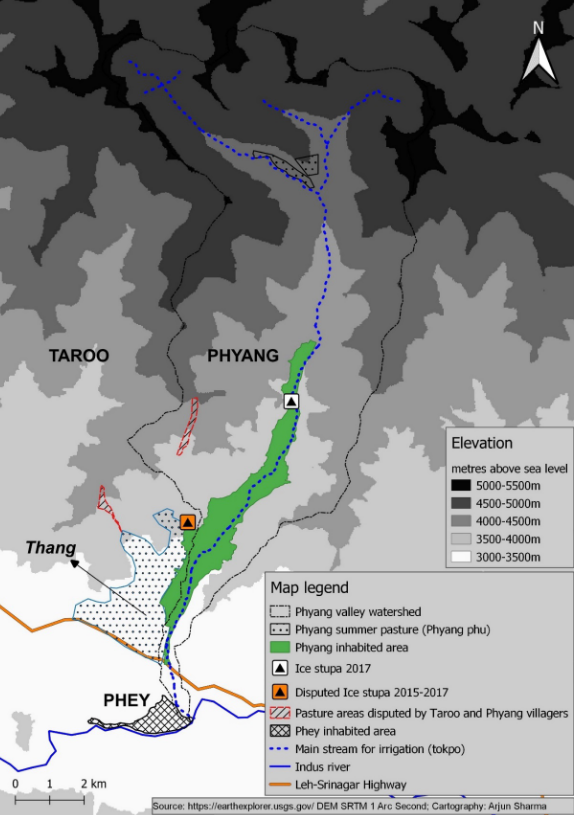 N
TAROO
PHYANG
Thang
PHEY
Elevation
metres above sea level
5000-5500m
4500-5000m
4000-4500m
3500-4000m
3000-3500m
Map legend
Phyang valley watershed
Phyang summer pasture (Phyang phu)
Phyang inhabited area
Ice stupa 2017
Disputed Ice stupa 2015-2017
Pasture areas disputed by Taroo and Phyang villagers
Phey inhabited area
Main stream for irrigation (tokpo)
Indus river
Leh-Srinagar Highway
0 1 2 km
Source: https://earthexplorer.usgs.gov/ DEM SRTM 1 Arc Second; Cartography: Arjun Sharma